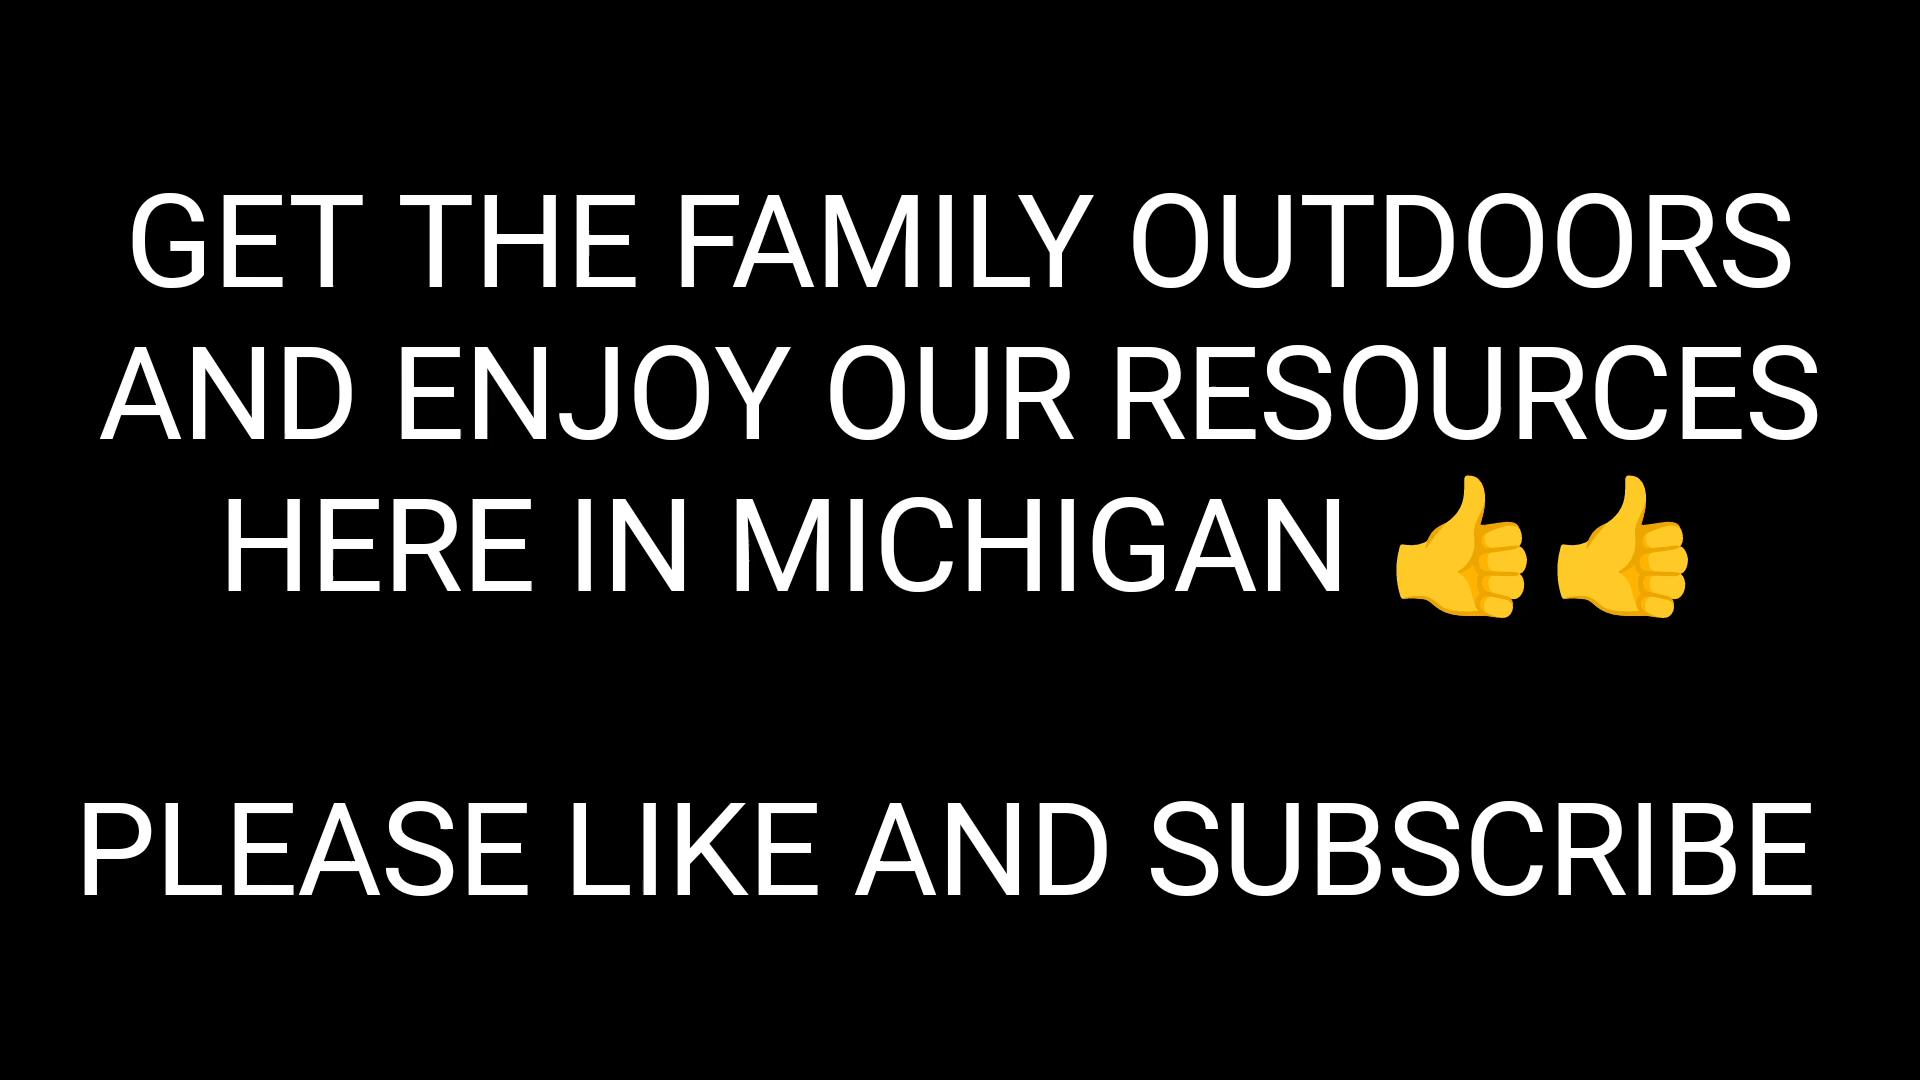 GET THE FAMILY OUTDOORS
AND ENJOY OUR RESOURCES
HERE IN MICHIGAN 👍👍
PLEASE LIKE AND SUBSCRIBE